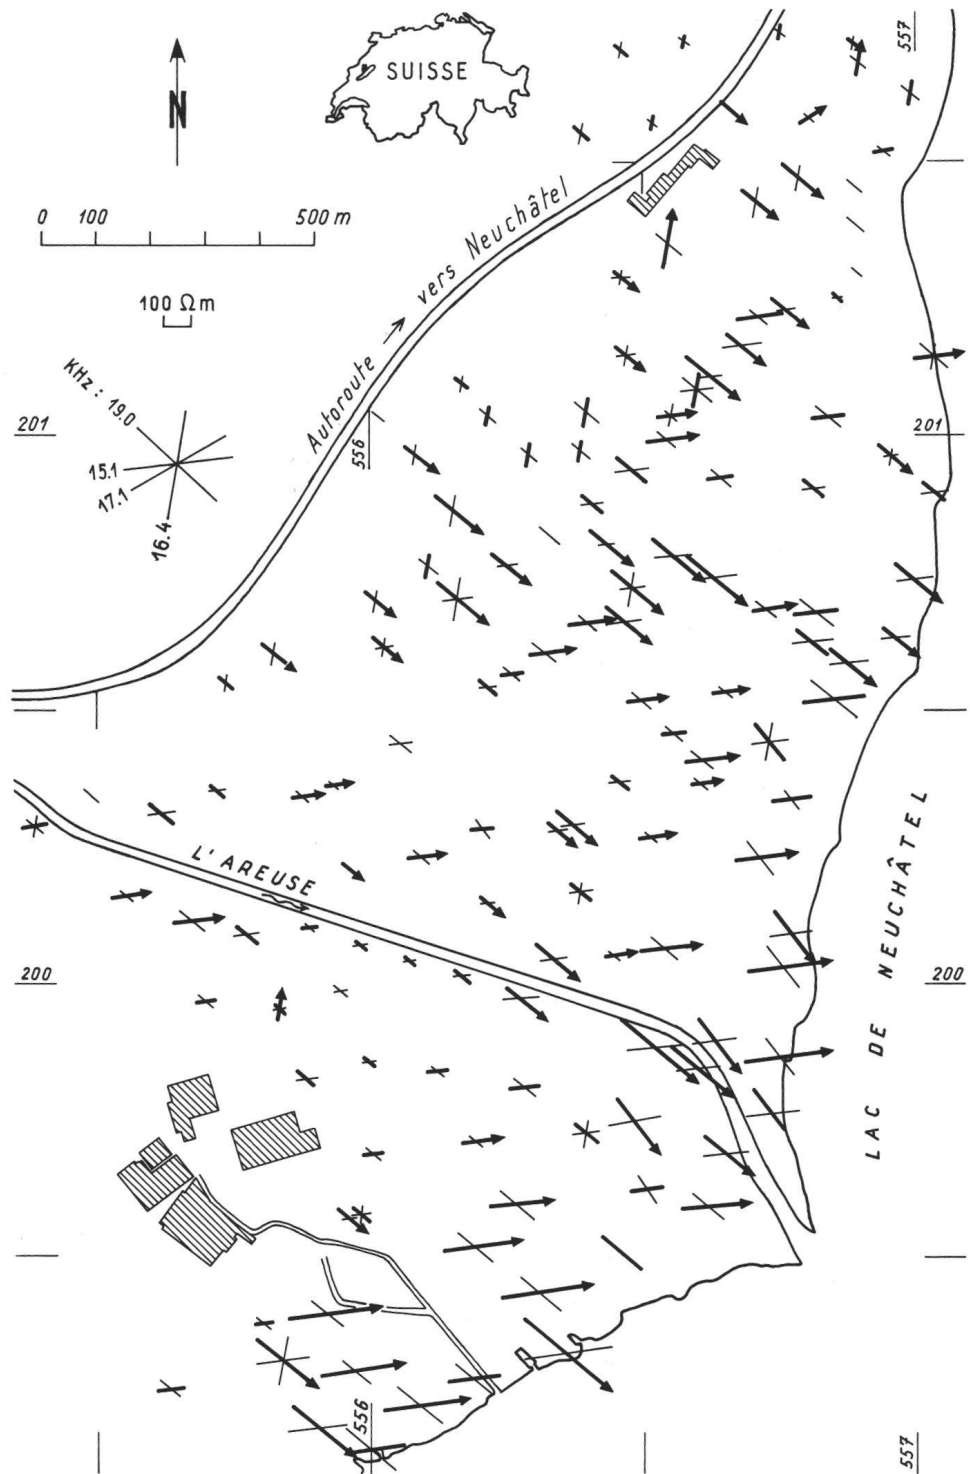 557
SUISSE
N
0 100 500 m
vers Neuchâtel
100 Ωm
Autoroute
KHz : 19.0
201
556
201
15.1
17.1
16.4
L'AREUSE
LAC DE NEUCHÂTEL
200
200
556
557